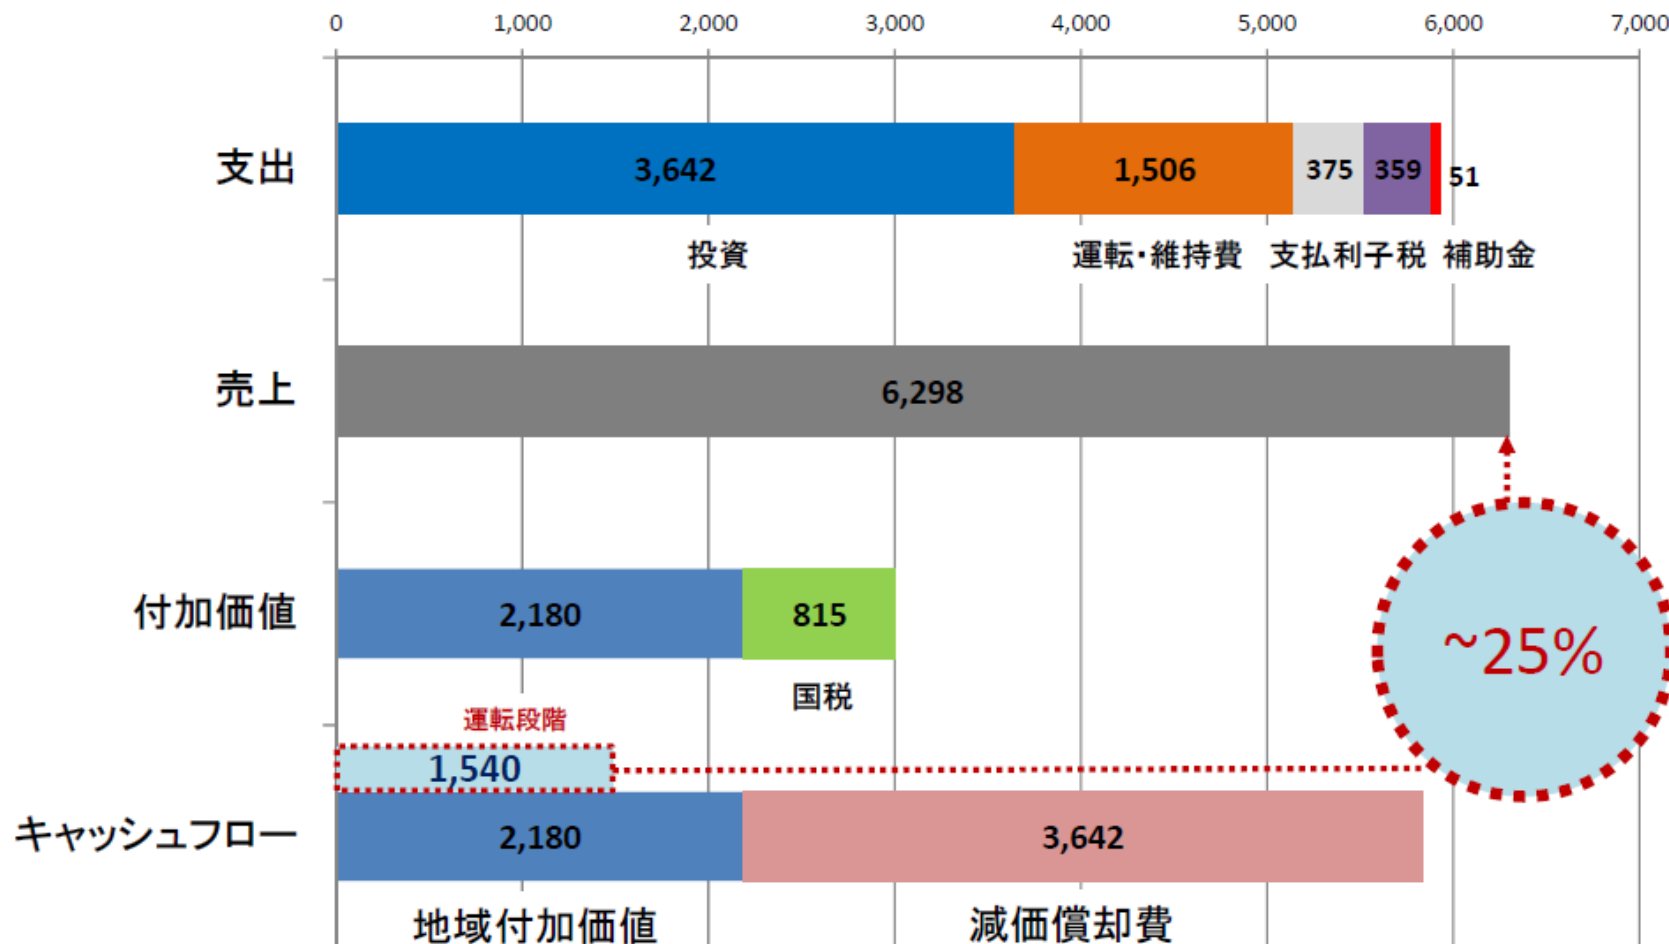 0 1,000 2,000 3,000 4,000 5,000 6,000 7,000
支出
3,642 1,506 375 359 51
投資 運転・維持費 支払利子税 補助金
売上
6,298
付加価値
2,180 815
国税
~25%
運転段階
1,540
キャッシュフロー
2,180 3,642
地域付加価値 減価償却費